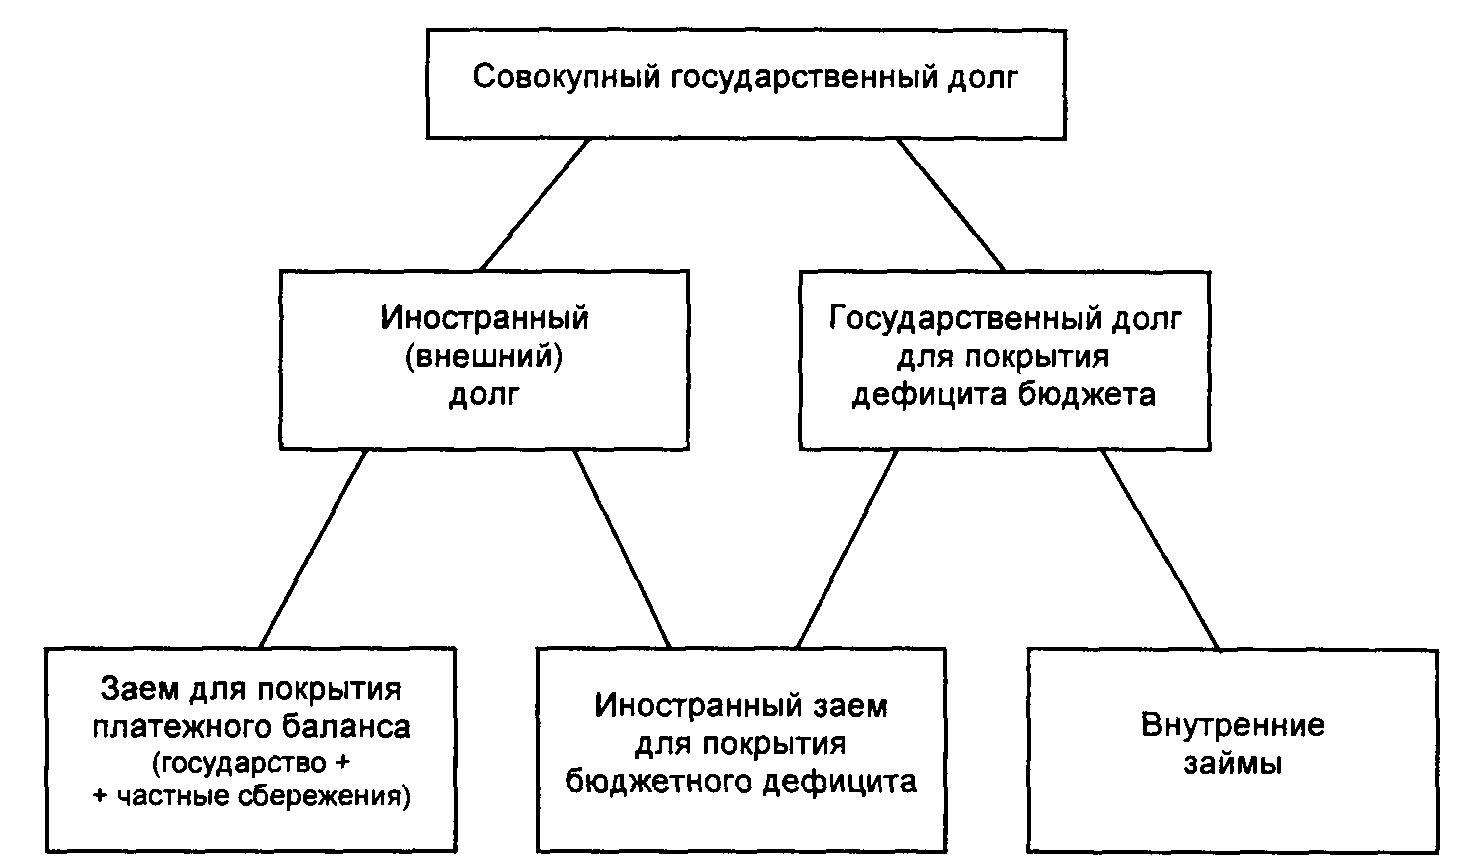 Совокупный государственный долг
Иностранный
(внешний)
долг
Государственный долг
для покрытия
дефицита бюджета
Заем для покрытия
платежного баланса
(государство +
+ частные сбережения)
Иностранный заем
для покрытия
бюджетного дефицита
Внутренние
займы